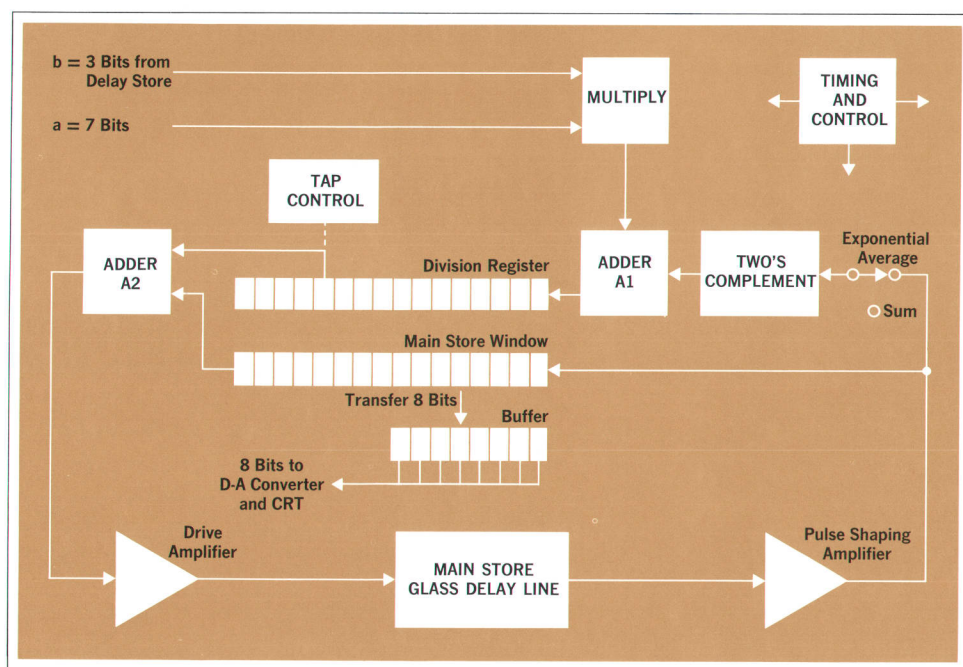 b = 3 Bits from
Delay Store
a = 7 Bits
MULTIPLY
TIMING
AND
CONTROL
TAP
CONTROL
ADDER
A2
Division Register
ADDER
A1
TWO'S
COMPLEMENT
Exponential
Average
Sum
Main Store Window
Transfer 8 Bits
Buffer
8 Bits to
D-A Converter
and CRT
Drive
Amplifier
MAIN STORE
GLASS DELAY LINE
Pulse Shaping
Amplifier